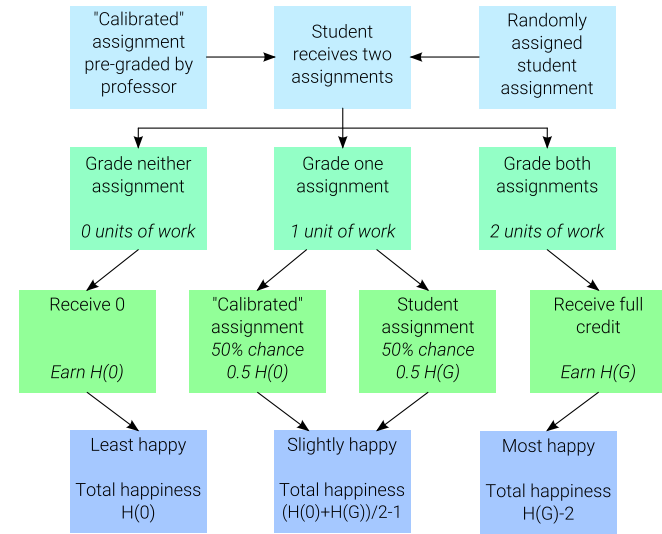 "Calibrated"
assignment
pre-graded by
professor
Student
receives two
assignments
Randomly
assigned
student
assignment
Grade neither
assignment
0 units of work
Grade one
assignment
1 unit of work
Grade both
assignments
2 units of work
Receive 0
Earn H(0)
"Calibrated"
assignment
50% chance
0.5 H(0)
Student
assignment
50% chance
0.5 H(G)
Receive full
credit
Earn H(G)
Least happy
Total happiness
H(0)
Slightly happy
Total happiness
(H(0)+H(G))/2-1
Most happy
Total happiness
H(G)-2